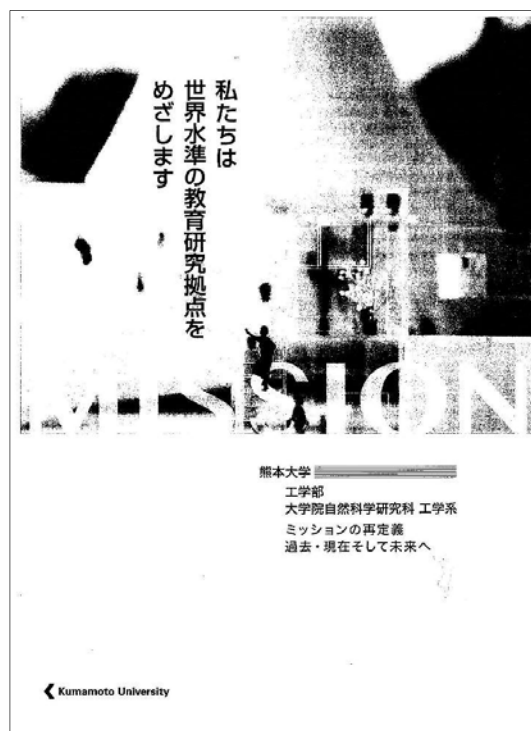 私たちは
世界水準の教育研究拠点を
めざします
MISSION
熊本大学
工学部
大学院自然科学研究科 工学系
ミッションの再定義
過去・現在そして未来へ
Kumamoto University